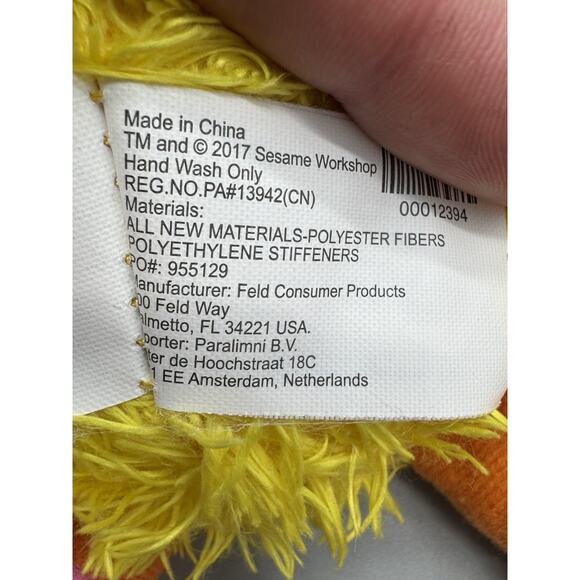 Made in China
TM and © 2017 Sesame Workshop
Hand Wash Only
REG.NO.PA#13942(CN)
00012394
Materials:
ALL NEW MATERIALS-POLYESTER FIBERS
POLYETHYLENE STIFFENERS
PO#: 955129
anufacturer: Feld Consumer Products
00 Feld Way
almetto, FL 34221 USA.
porter: Paralimni B.V.
ter de Hoochstraat 18C
1 EE Amsterdam, Netherlands